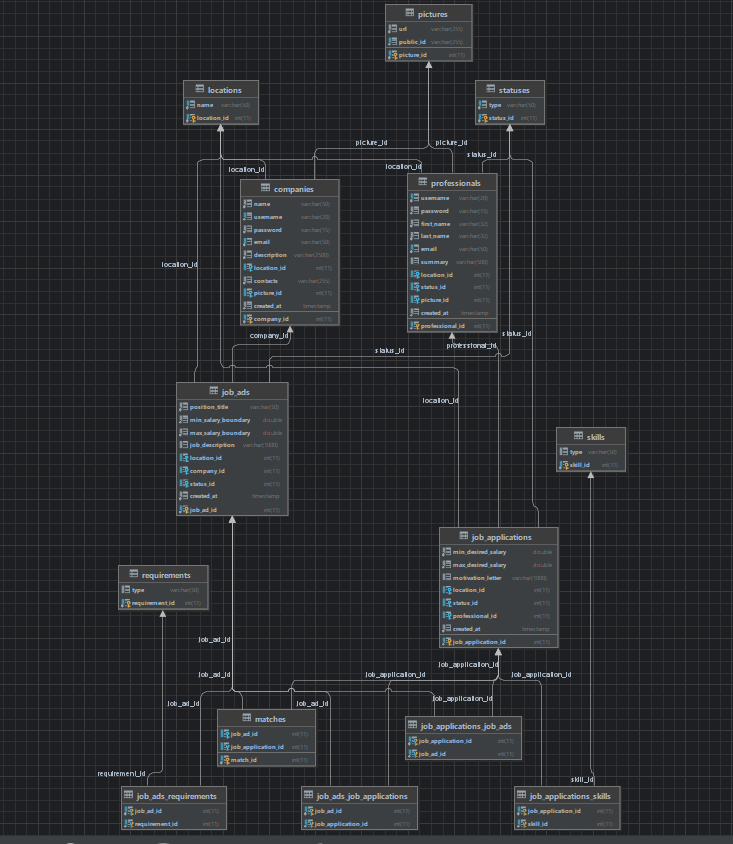 pictures
url varchar(255)
public_id varchar(255)
picture_id int(11)
locations
name varchar(50)
location_id int(11)
statuses
type varchar(50)
status_id int(11)
picture_id
picture_id
status_id
location_id
location_id
companies
name varchar(50)
username varchar(20)
password varchar(15)
email varchar(50)
description varchar(2500)
location_id int(11)
contacts varchar(255)
picture_id int(11)
created_at timestamp
company_id int(11)
professionals
username varchar(20)
password varchar(15)
first_name varchar(32)
last_name varchar(32)
email varchar(50)
summary varchar(500)
location_id int(11)
status_id int(11)
picture_id int(11)
created_at timestamp
professional_id int(11)
location_id
company_id
status_id
professional_id
status_id
job_ads
position_title varchar(50)
min_salary_boundary double
max_salary_boundary double
job_description varchar(1000)
location_id int(11)
company_id int(11)
status_id int(11)
created_at timestamp
job_ad_id int(11)
location_id
skills
type varchar(50)
skill_id int(11)
job_applications
min_desired_salary double
max_desired_salary double
motivation_letter varchar(1000)
location_id int(11)
status_id int(11)
professional_id int(11)
created_at timestamp
job_application_id int(11)
requirements
type varchar(50)
requirement_id int(11)
job_ad_id
job_application_id
job_ad_id
job_application_id
job_application_id
job_ad_id
job_ad_id
job_application_id
matches
job_ad_id int(11)
job_application_id int(11)
match_id int(11)
job_applications_job_ads
job_application_id int(11)
job_ad_id int(11)
requirement_id
skill_id
job_ads_requirements
job_ad_id int(11)
requirement_id int(11)
job_ads_job_applications
job_ad_id int(11)
job_application_id int(11)
job_applications_skills
job_application_id int(11)
skill_id int(11)